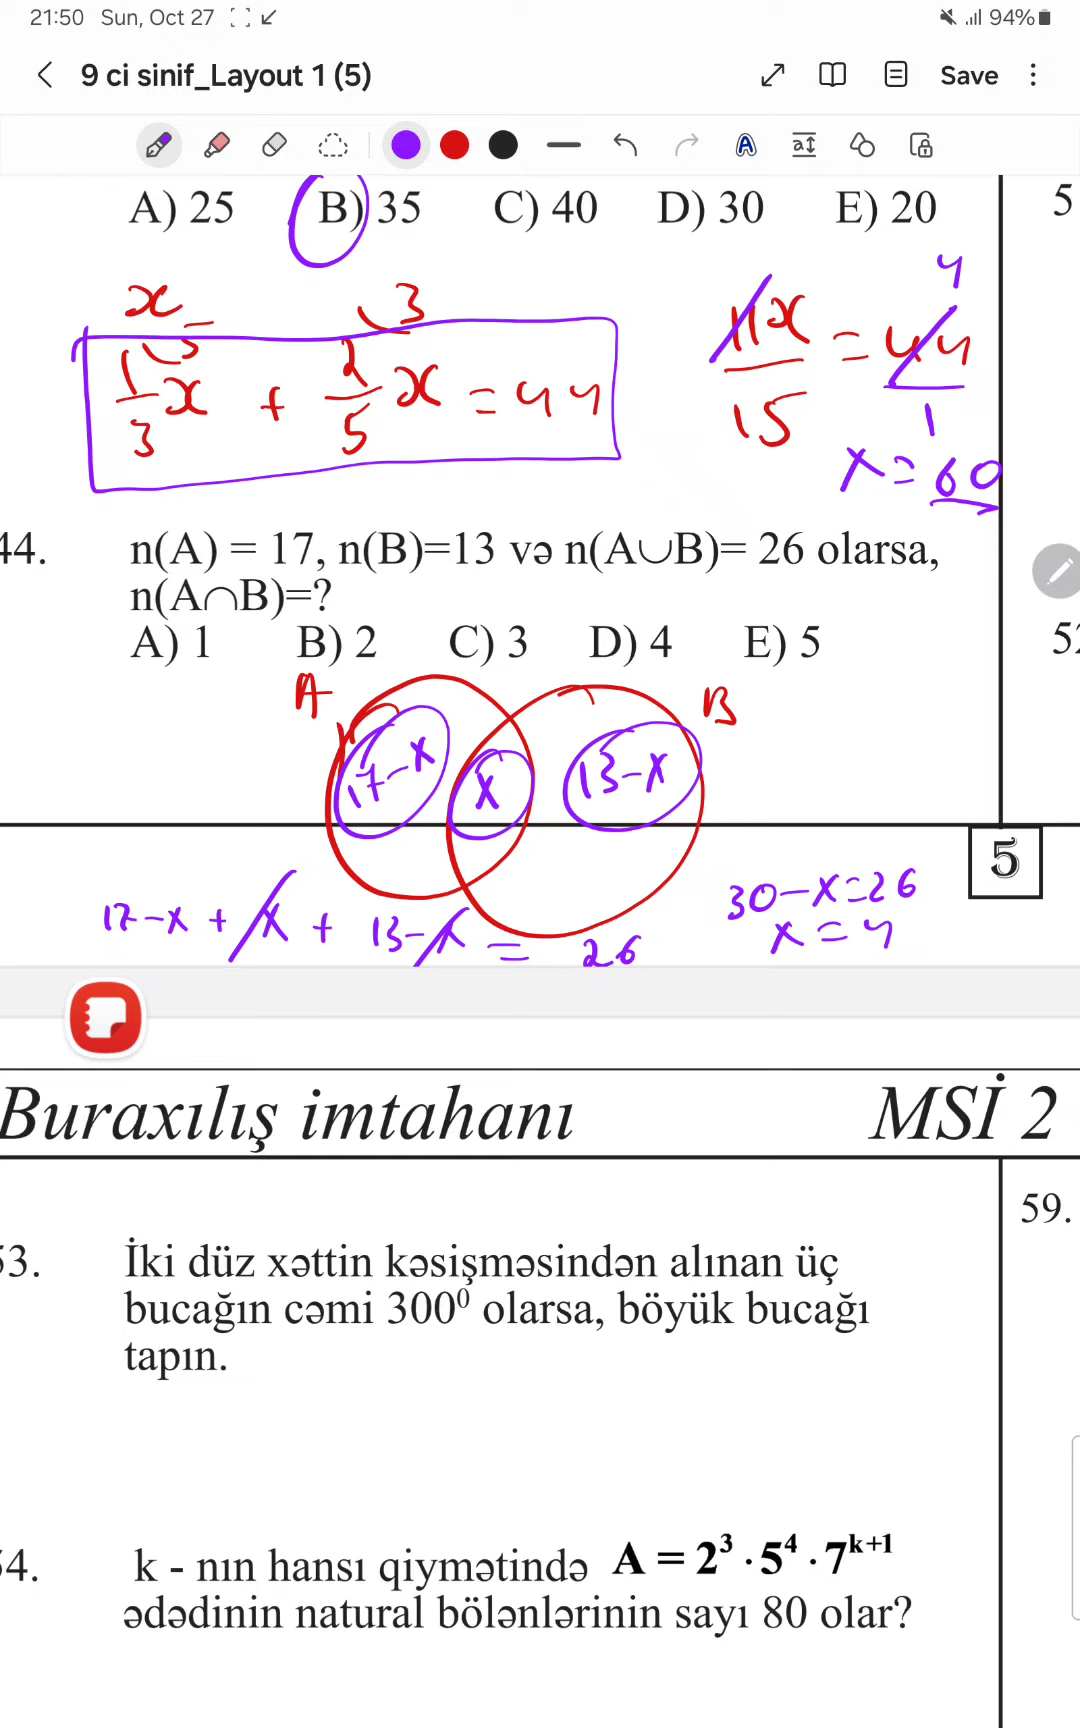 21:50 Sun, Oct 27
94%
9 ci sinif_Layout 1 (5)
Save
A) 25 B) 35 C) 40 D) 30 E) 20
5
x
5 3
1/3 x + 2/5 x = 44
11x/15 = 44/1
4
x = 60
44. n(A) = 17, n(B)=13 və n(A∪B)= 26 olarsa,
n(A∩B)=?
A) 1 B) 2 C) 3 D) 4 E) 5
A B
17-x x 13-x
5
17-x + x + 13-x = 26
30-x=26
x=4
Buraxılış imtahanı MSİ 2
59.
53. İki düz xəttin kəsişməsindən alınan üç
bucağın cəmi 300⁰ olarsa, böyük bucağı
tapın.
54. k - nın hansı qiymətində A = 2³ · 5⁴ · 7ᵏ⁺¹
ədədinin natural bölənlərinin sayı 80 olar?